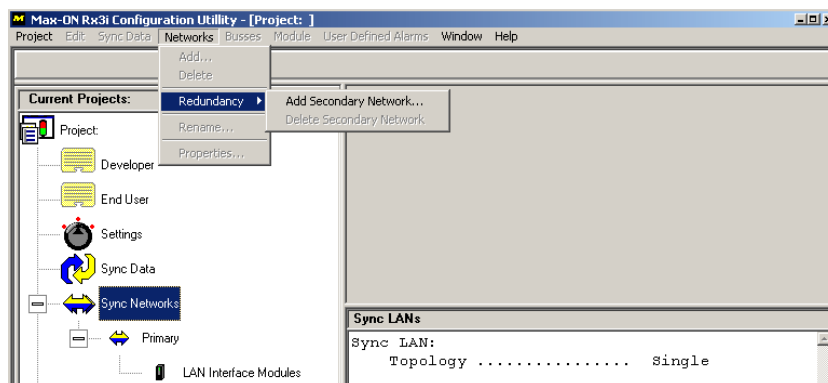 Max-ON Rx3i Configuration Utillity - [Project: ]
Project Edit Sync Data Networks Busses Module User Defined Alarms Window Help
Add...
Delete
Redundancy
Add Secondary Network...
Delete Secondary Network
Rename...
Properties...
Current Projects:
Project:
Developer
End User
Settings
Sync Data
Sync Networks
Primary
LAN Interface Modules
Sync LANs
Sync LAN:
Topology ................ Single